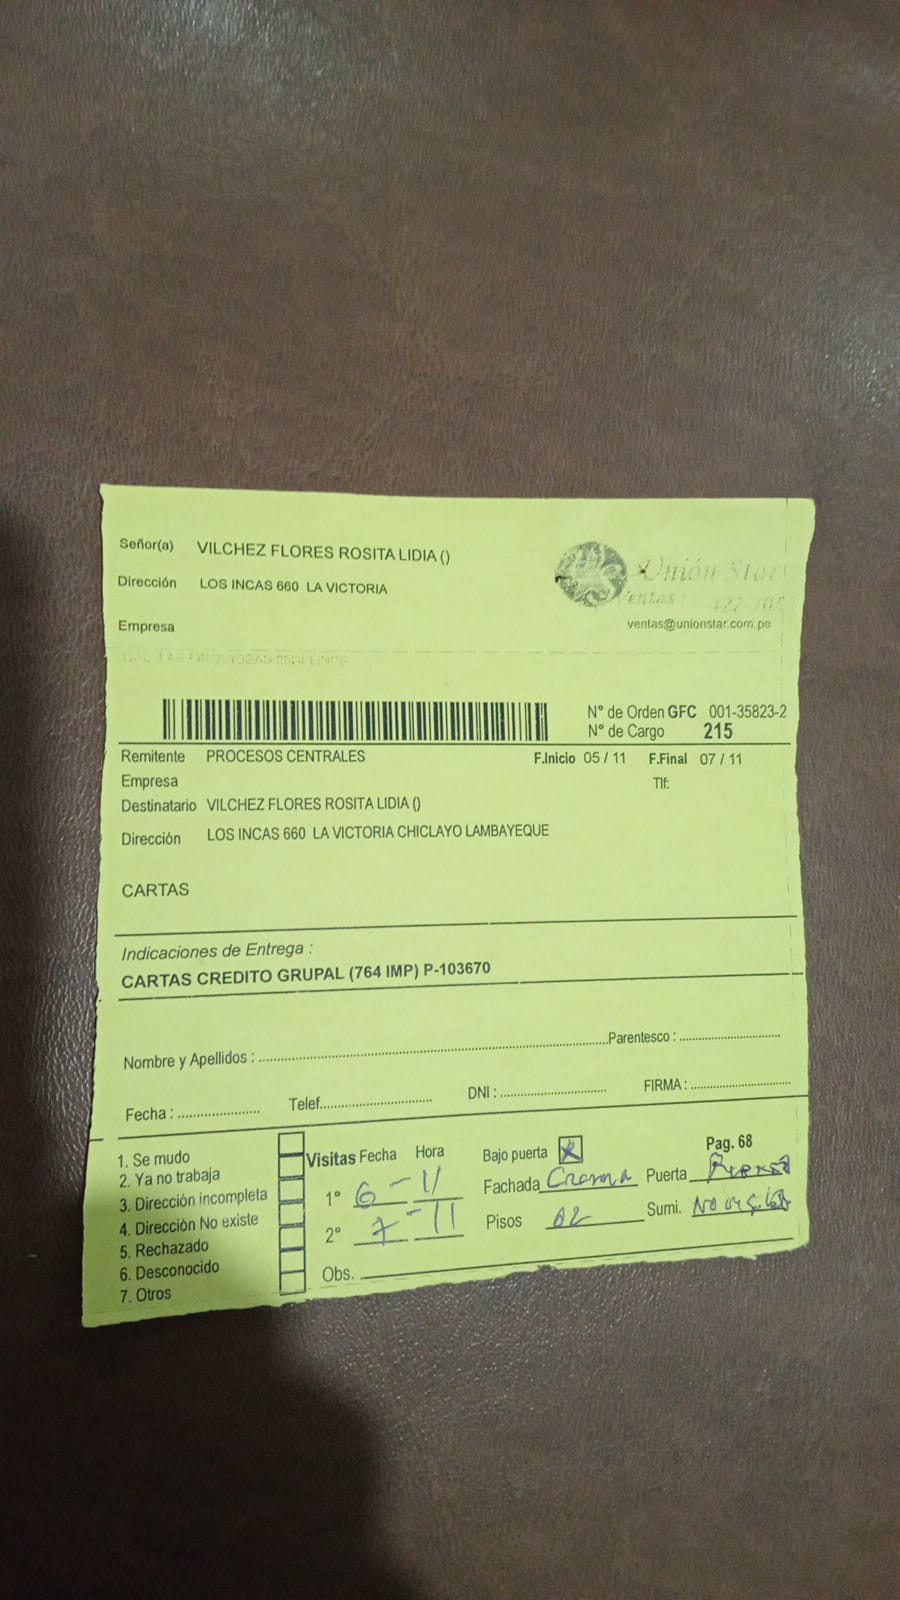 Señor(a) VILCHEZ FLORES ROSITA LIDIA ()
Dirección LOS INCAS 660 LA VICTORIA
Empresa
Unión Star
Ventas :
ventas@unionstar.com.pe
N° de Orden GFC 001-35823-2
N° de Cargo 215
Remitente PROCESOS CENTRALES F.Inicio 05 / 11 F.Final 07 / 11
Empresa Tlf:
Destinatario VILCHEZ FLORES ROSITA LIDIA ()
Dirección LOS INCAS 660 LA VICTORIA CHICLAYO LAMBAYEQUE
CARTAS
Indicaciones de Entrega :
CARTAS CREDITO GRUPAL (764 IMP) P-103670
Nombre y Apellidos : Parentesco :
Fecha : Telef. DNI : FIRMA :
1. Se mudo
2. Ya no trabaja
3. Dirección incompleta
4. Dirección No existe
5. Rechazado
6. Desconocido
7. Otros
Visitas Fecha Hora
1° 6 - 11
2° 7 - 11
Obs.
Bajo puerta X Pag. 68
Fachada Crema Puerta
Pisos 02 Sumi.